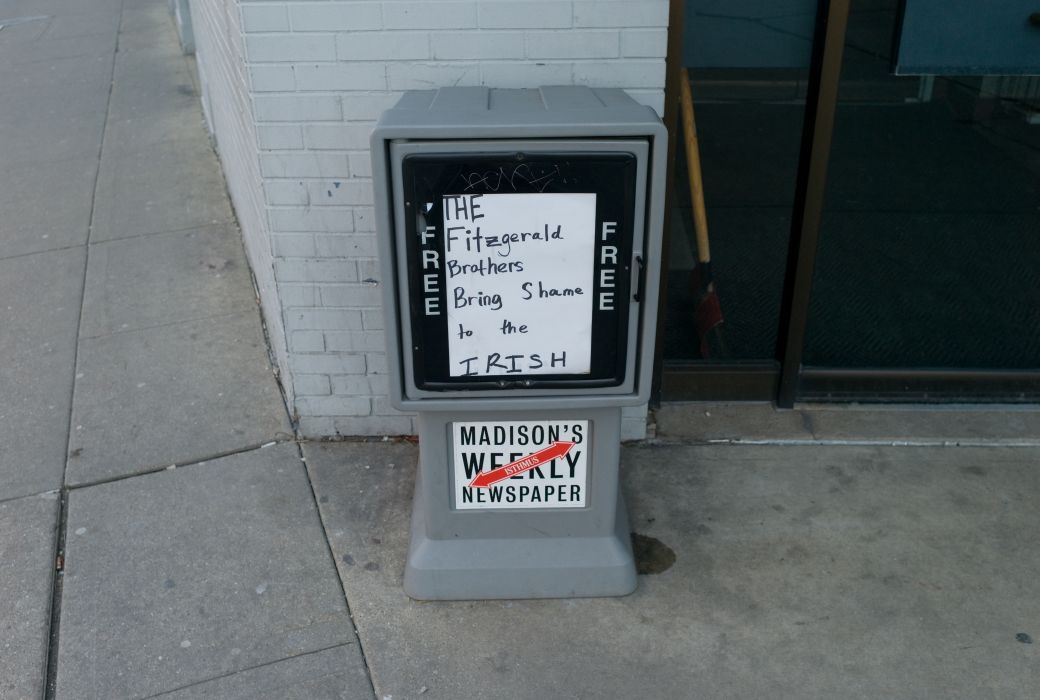 THE
Fitzgerald
Brothers
Bring Shame
to the
IRISH
FREE
FREE
MADISON'S
WEEKLY
ISTHMUS
NEWSPAPER